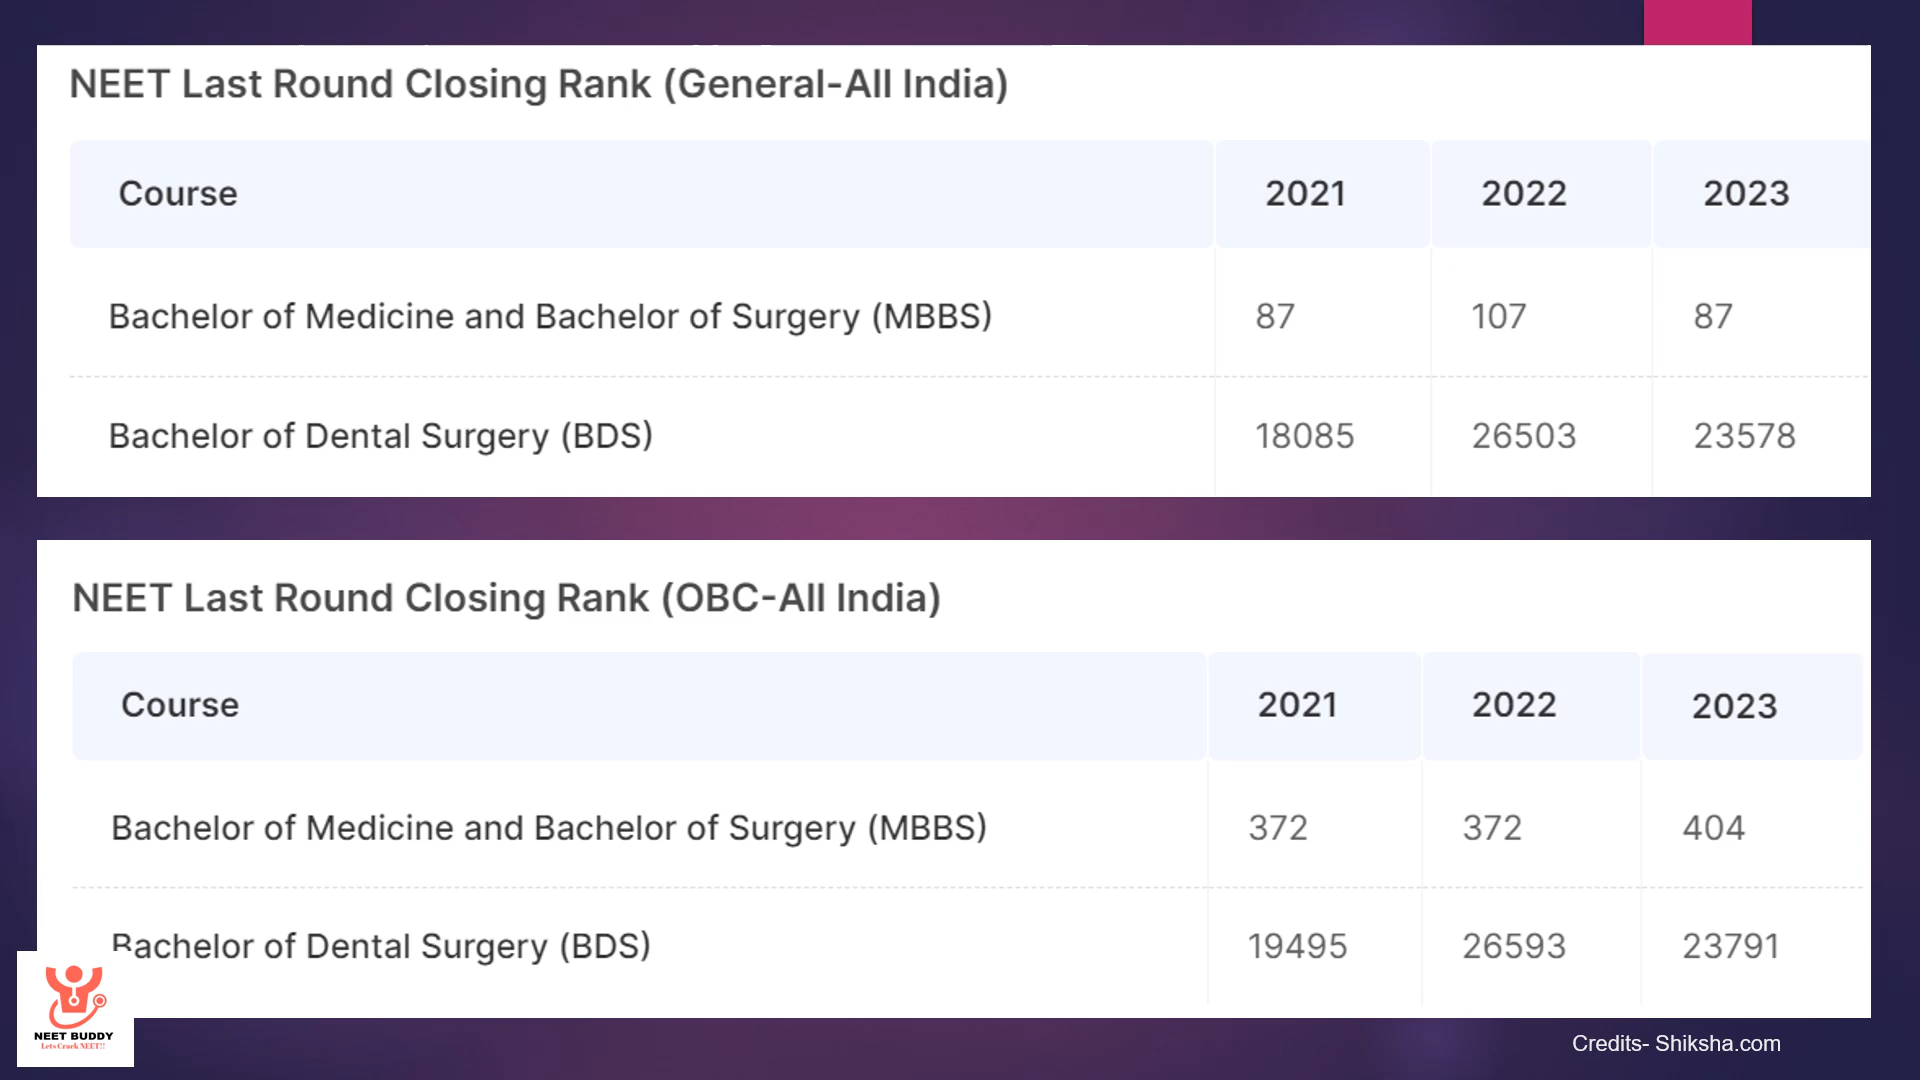 NEET Last Round Closing Rank (General-All India)
Course 2021 2022 2023
Bachelor of Medicine and Bachelor of Surgery (MBBS) 87 107 87
Bachelor of Dental Surgery (BDS) 18085 26503 23578
NEET Last Round Closing Rank (OBC-All India)
Course 2021 2022 2023
Bachelor of Medicine and Bachelor of Surgery (MBBS) 372 372 404
Bachelor of Dental Surgery (BDS) 19495 26593 23791
NEET BUDDY
Lets Crack NEET!!
Credits- Shiksha.com